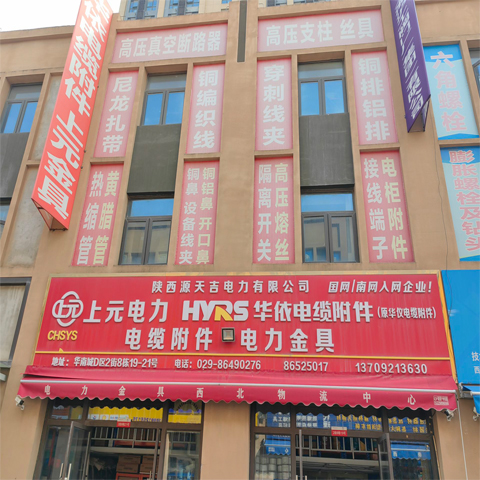 上元金具
高压真空断路器
高压支柱 丝具
尼龙扎带
铜编织线
穿刺线夹
铜排铝排
黄腊管
热缩管
铜铝鼻 开口鼻
铜鼻 设备线夹
高压熔丝
隔离开关
电柜附件
接线端子
膨胀螺栓及钻头
陕西源天吉电力有限公司 国网/南网入网企业!
CHSYS
上元电力 HYRS 华依电缆附件 (原华仪电缆附件)
电缆附件 电力金具
地址:华南城D区2街8栋19-21号 电话:029-86490276 86525017 13709213630
电力金具西北物流中心